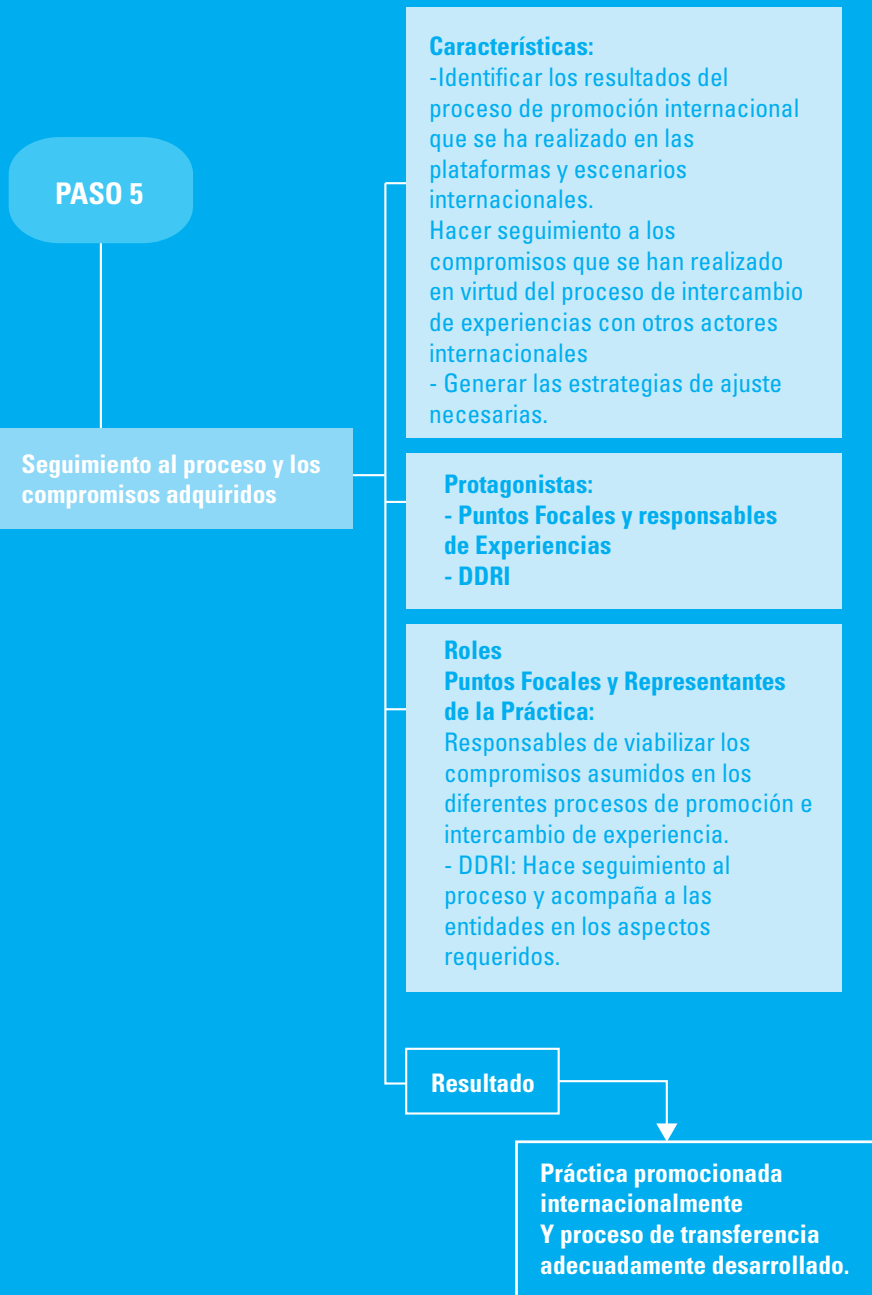 PASO 5
Seguimiento al proceso y los
compromisos adquiridos
Características:
-Identificar los resultados del
proceso de promoción internacional
que se ha realizado en las
plataformas y escenarios
internacionales.
Hacer seguimiento a los
compromisos que se han realizado
en virtud del proceso de intercambio
de experiencias con otros actores
internacionales
- Generar las estrategias de ajuste
necesarias.
Protagonistas:
- Puntos Focales y responsables
de Experiencias
- DDRI
Roles
Puntos Focales y Representantes
de la Práctica:
Responsables de viabilizar los
compromisos asumidos en los
diferentes procesos de promoción e
intercambio de experiencia.
- DDRI: Hace seguimiento al
proceso y acompaña a las
entidades en los aspectos
requeridos.
Resultado
Práctica promocionada
internacionalmente
Y proceso de transferencia
adecuadamente desarrollado.